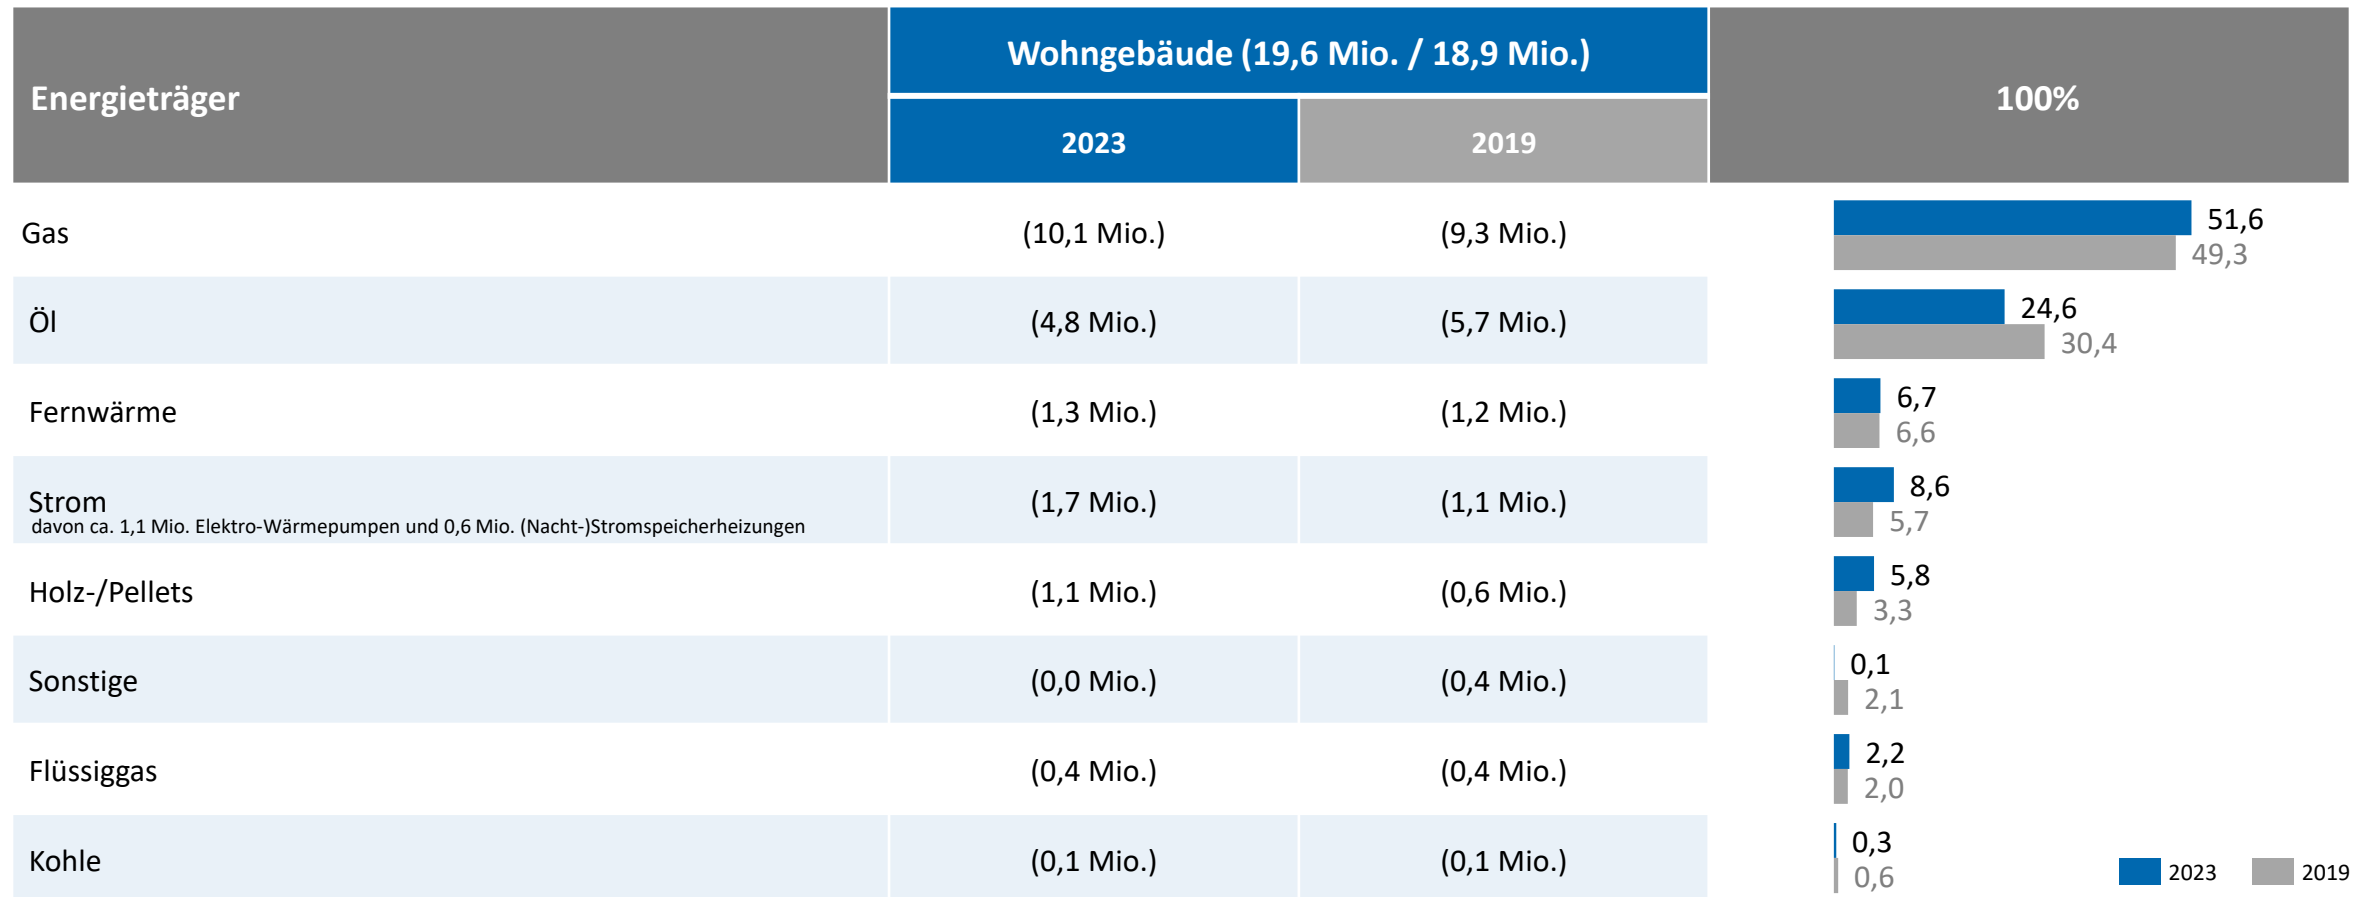 Energieträger
Wohngebäude (19,6 Mio. / 18,9 Mio.)
100%
2023
2019
Gas
(10,1 Mio.)
(9,3 Mio.)
51,6
49,3
Öl
(4,8 Mio.)
(5,7 Mio.)
24,6
30,4
Fernwärme
(1,3 Mio.)
(1,2 Mio.)
6,7
6,6
Strom
davon ca. 1,1 Mio. Elektro-Wärmepumpen und 0,6 Mio. (Nacht-)Stromspeicherheizungen
(1,7 Mio.)
(1,1 Mio.)
8,6
5,7
Holz-/Pellets
(1,1 Mio.)
(0,6 Mio.)
5,8
3,3
Sonstige
(0,0 Mio.)
(0,4 Mio.)
0,1
2,1
Flüssiggas
(0,4 Mio.)
(0,4 Mio.)
2,2
2,0
Kohle
(0,1 Mio.)
(0,1 Mio.)
0,3
0,6
2023
2019